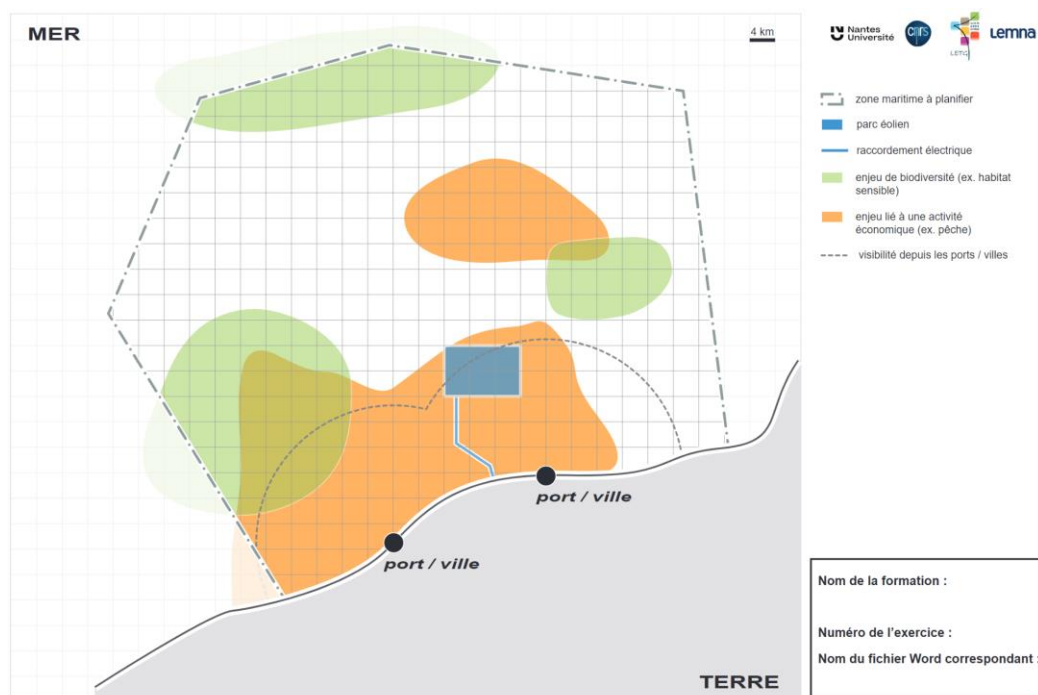 MER
4 km
Nantes
Université
cnrs
LETG
Lemna
zone maritime à planifier
parc éolien
raccordement électrique
enjeu de biodiversité (ex. habitat
sensible)
enjeu lié à une activité
économique (ex. pêche)
visibilité depuis les ports / villes
port / ville
port / ville
TERRE
Nom de la formation :
Numéro de l'exercice :
Nom du fichier Word correspondant :